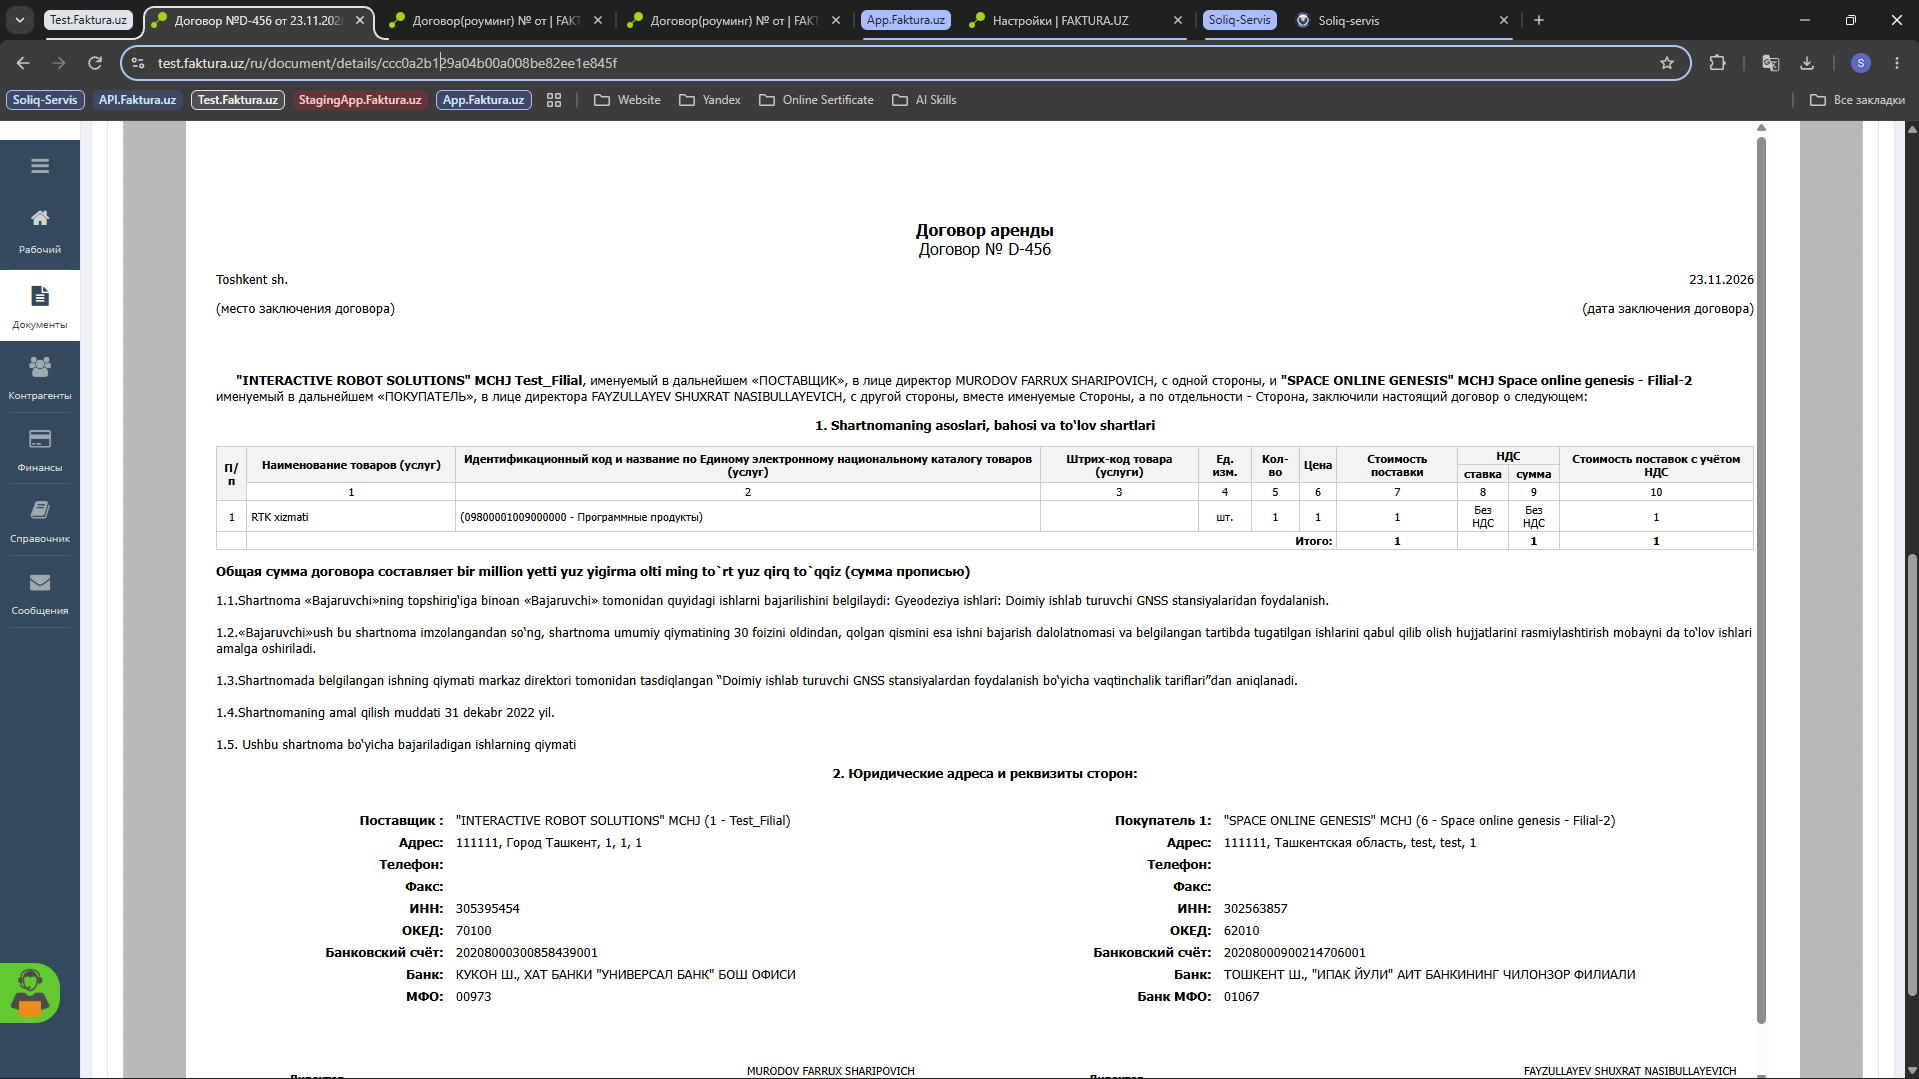 Test.Faktura.uz
Договор №D-456 от 23.11.202
Договор(роуминг) № от | FAKT
Договор(роуминг) № от | FAKT
App.Faktura.uz
Настройки | FAKTURA.UZ
Soliq-Servis
Soliq-servis
test.faktura.uz/ru/document/details/ccc0a2b129a04b00a008be82ee1e845f
S
Soliq-Servis
API.Faktura.uz
Test.Faktura.uz
StagingApp.Faktura.uz
App.Faktura.uz
Website
Yandex
Online Sertificate
AI Skills
Все закладки
Рабочий
Документы
Контрагенты
Финансы
Справочник
Сообщения
Договор аренды
Договор № D-456
Toshkent sh.
23.11.2026
(место заключения договора)
(дата заключения договора)
"INTERACTIVE ROBOT SOLUTIONS" MCHJ Test_Filial, именуемый в дальнейшем «ПОСТАВЩИК», в лице директор MURODOV FARRUX SHARIPOVICH, с одной стороны, и "SPACE ONLINE GENESIS" MCHJ Space online genesis - Filial-2
именуемый в дальнейшем «ПОКУПАТЕЛЬ», в лице директора FAYZULLAYEV SHUXRAT NASIBULLAYEVICH, с другой стороны, вместе именуемые Стороны, а по отдельности - Сторона, заключили настоящий договор о следующем:
1. Shartnomaning asoslari, bahosi va to‘lov shartlari
П/п
Наименование товаров (услуг)
Идентификационный код и название по Единому электронному национальному каталогу товаров (услуг)
Штрих-код товара (услуги)
Ед. изм.
Кол-во
Цена
Стоимость поставки
НДС
ставка
сумма
Стоимость поставок с учётом НДС
1 2 3 4 5 6 7 8 9 10
1 RTK xizmati (09800001009000000 - Программные продукты) шт. 1 1 1 Без НДС Без НДС 1
Итого: 1 1 1
Общая сумма договора составляет bir million yetti yuz yigirma olti ming to`rt yuz qirq to`qqiz (сумма прописью)
1.1.Shartnoma «Bajaruvchi»ning topshirig‘iga binoan «Bajaruvchi» tomonidan quyidagi ishlarni bajarilishini belgilaydi: Gyeodeziya ishlari: Doimiy ishlab turuvchi GNSS stansiyalaridan foydalanish.
1.2.«Bajaruvchi»ush bu shartnoma imzolangandan so‘ng, shartnoma umumiy qiymatining 30 foizini oldindan, qolgan qismini esa ishni bajarish dalolatnomasi va belgilangan tartibda tugatilgan ishlarini qabul qilib olish hujjatlarini rasmiylashtirish mobayni da to‘lov ishlari
amalga oshiriladi.
1.3.Shartnomada belgilangan ishning qiymati markaz direktori tomonidan tasdiqlangan “Doimiy ishlab turuvchi GNSS stansiyalardan foydalanish bo‘yicha vaqtinchalik tariflari”dan aniqlanadi.
1.4.Shartnomaning amal qilish muddati 31 dekabr 2022 yil.
1.5. Ushbu shartnoma bo‘yicha bajariladigan ishlarning qiymati
2. Юридические адреса и реквизиты сторон:
Поставщик : "INTERACTIVE ROBOT SOLUTIONS" MCHJ (1 - Test_Filial)
Адрес: 111111, Город Ташкент, 1, 1, 1
Телефон:
Факс:
ИНН: 305395454
ОКЕД: 70100
Банковский счёт: 20208000300858439001
Банк: КУКОН Ш., ХАТ БАНКИ "УНИВЕРСАЛ БАНК" БОШ ОФИСИ
МФО: 00973
Покупатель 1: "SPACE ONLINE GENESIS" MCHJ (6 - Space online genesis - Filial-2)
Адрес: 111111, Ташкентская область, test, test, 1
Телефон:
Факс:
ИНН: 302563857
ОКЕД: 62010
Банковский счёт: 20208000900214706001
Банк: ТОШКЕНТ Ш., "ИПАК ЙУЛИ" АИТ БАНКИНИНГ ЧИЛОНЗОР ФИЛИАЛИ
Банк МФО: 01067
MURODOV FARRUX SHARIPOVICH
FAYZULLAYEV SHUXRAT NASIBULLAYEVICH